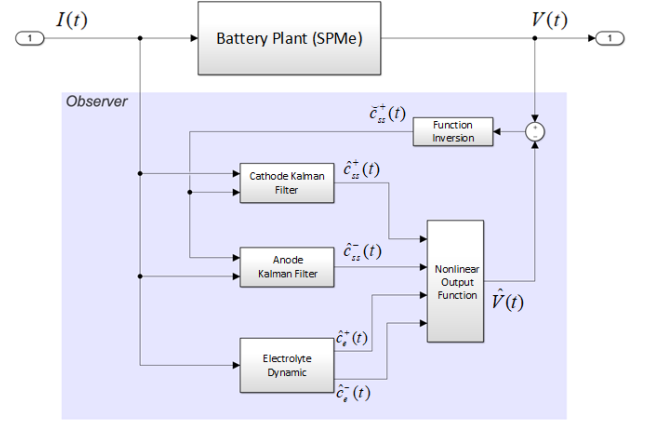 I(t)
V(t)
1
Battery Plant (SPMe)
1
Observer
c̆⁺ₛₛ(t)
Function
Inversion
+
−
Cathode Kalman
Filter
ĉ⁺ₛₛ(t)
Anode
Kalman Filter
ĉ⁻ₛₛ(t)
Nonlinear
Output
Function
V̂(t)
Electrolyte
Dynamic
ĉ⁺ₑ(t)
ĉ⁻ₑ(t)